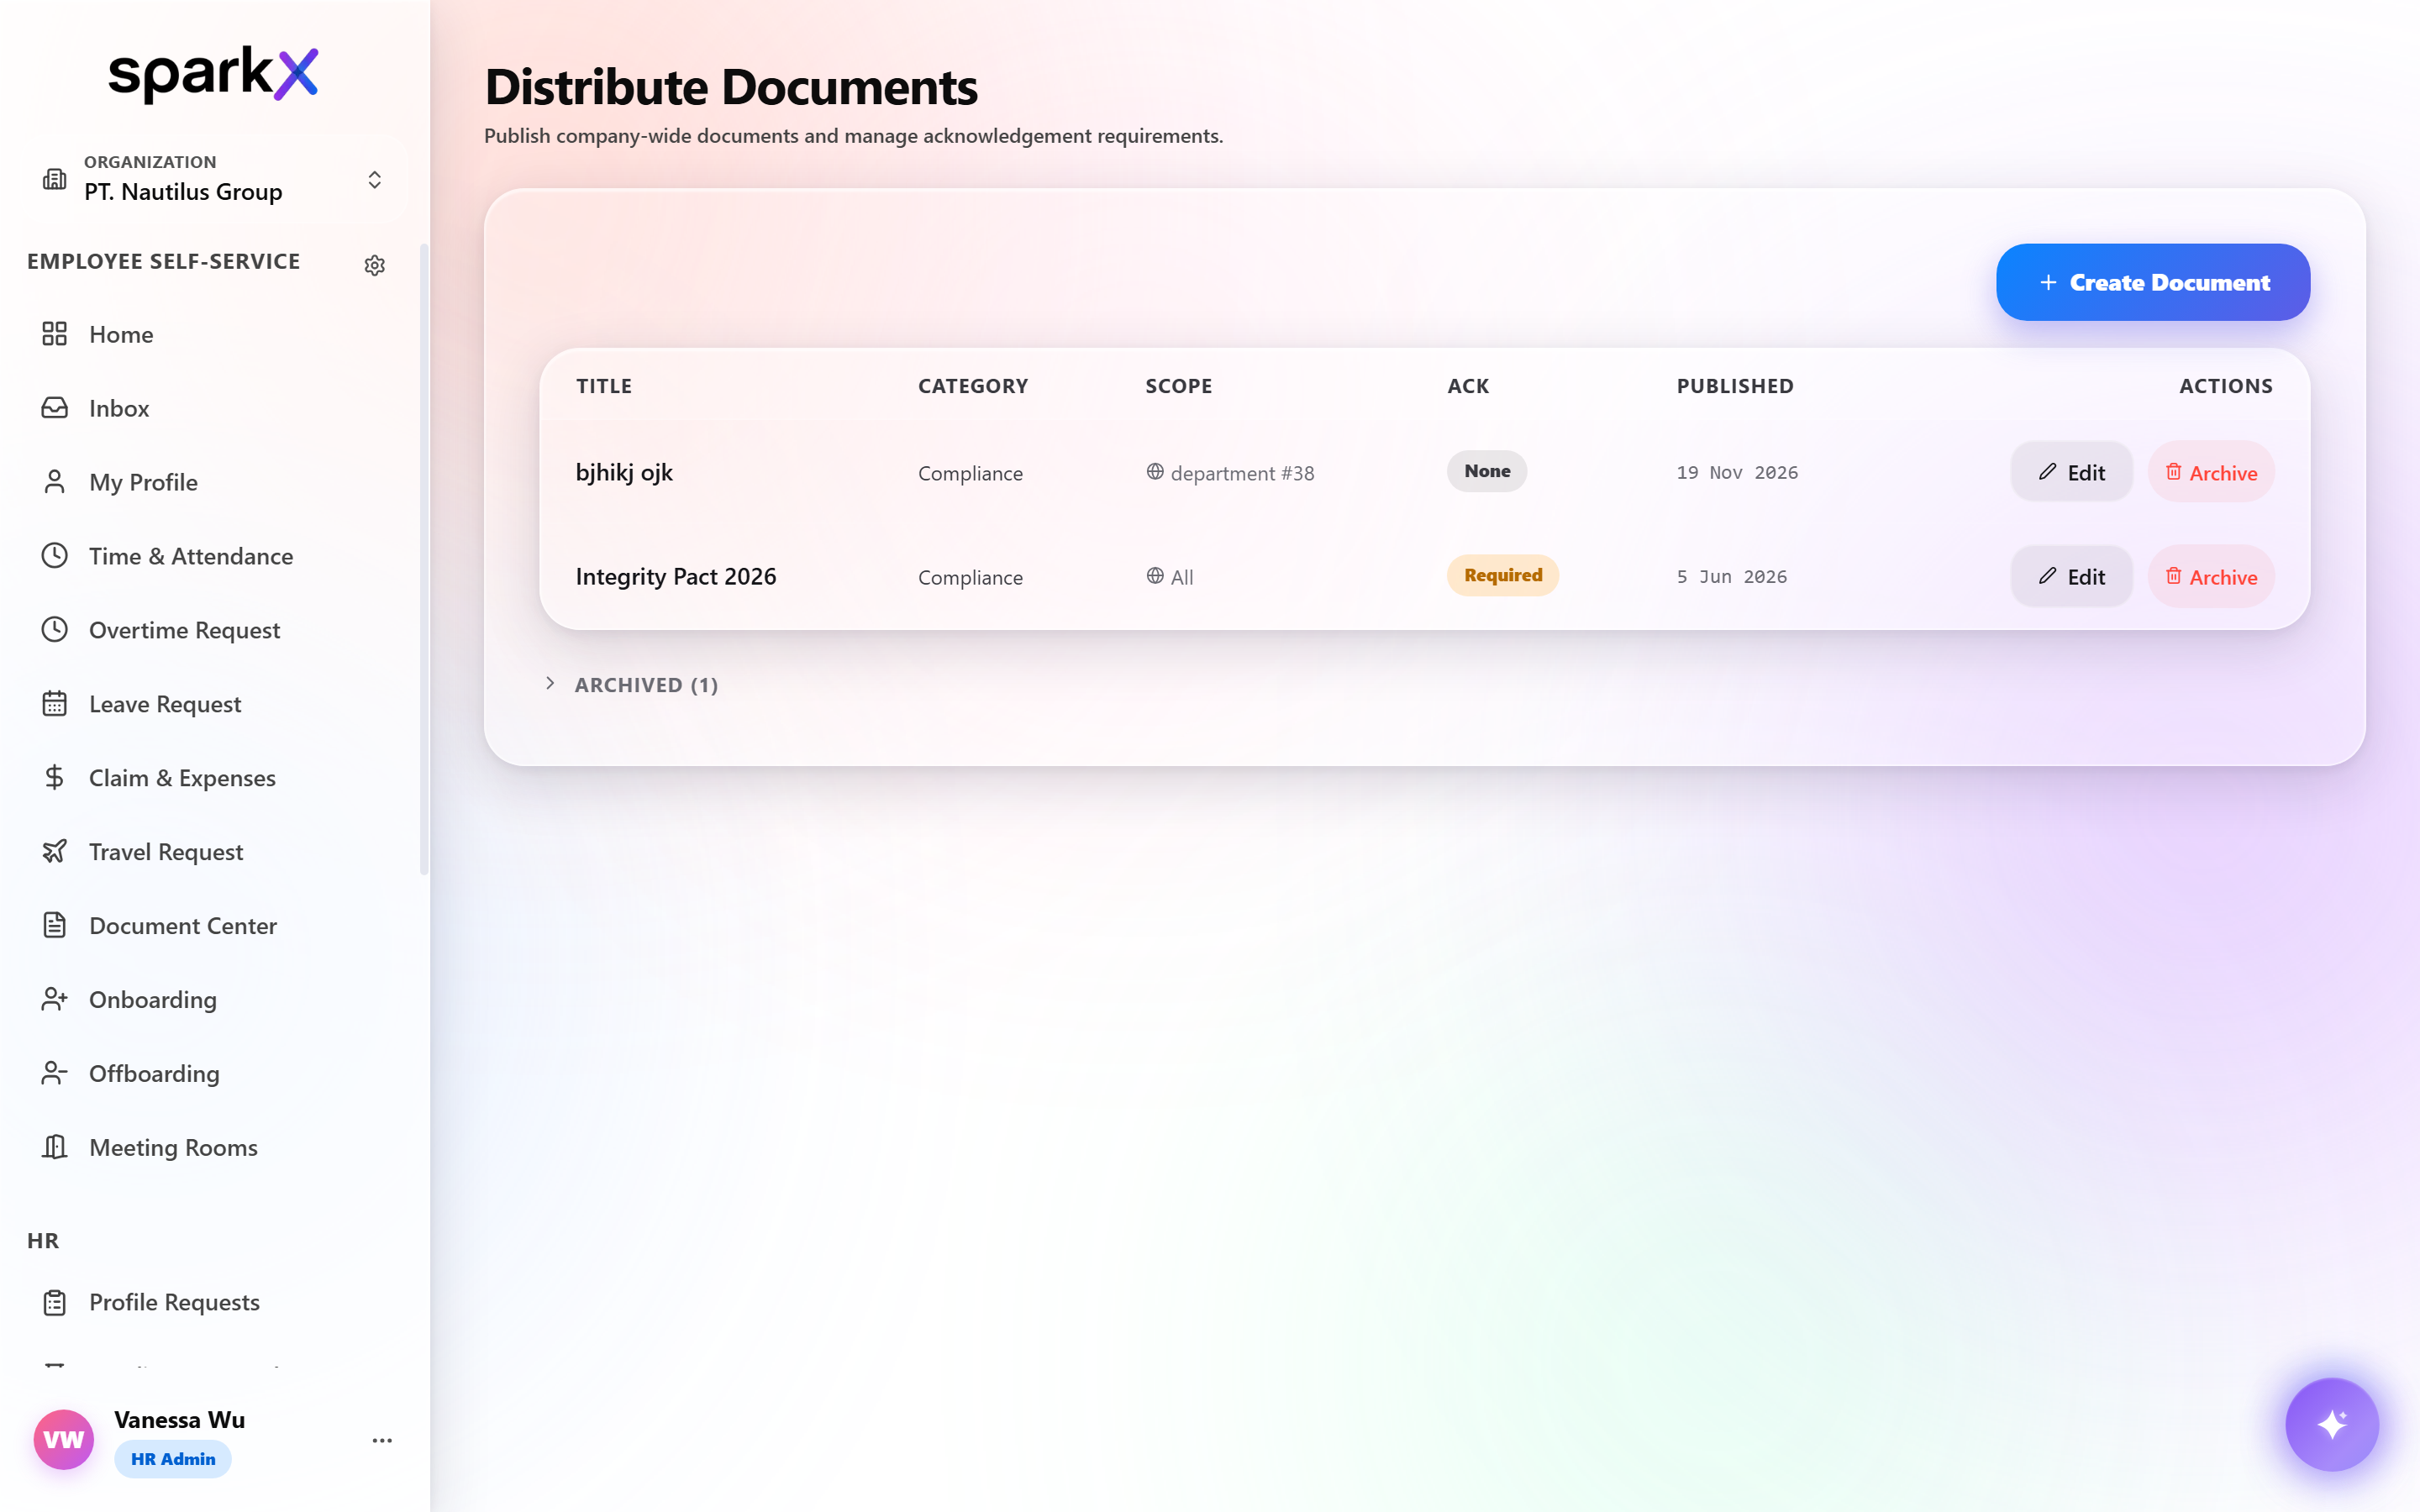 sparkX
ORGANIZATION
PT. Nautilus Group
EMPLOYEE SELF-SERVICE
Home
Inbox
My Profile
Time & Attendance
Overtime Request
Leave Request
Claim & Expenses
Travel Request
Document Center
Onboarding
Offboarding
Meeting Rooms
HR
Profile Requests
VW
Vanessa Wu
HR Admin
Distribute Documents
Publish company-wide documents and manage acknowledgement requirements.
+ Create Document
TITLE CATEGORY SCOPE ACK PUBLISHED ACTIONS
bjhikj ojk Compliance department #38 None 19 Nov 2026 Edit Archive
Integrity Pact 2026 Compliance All Required 5 Jun 2026 Edit Archive
ARCHIVED (1)